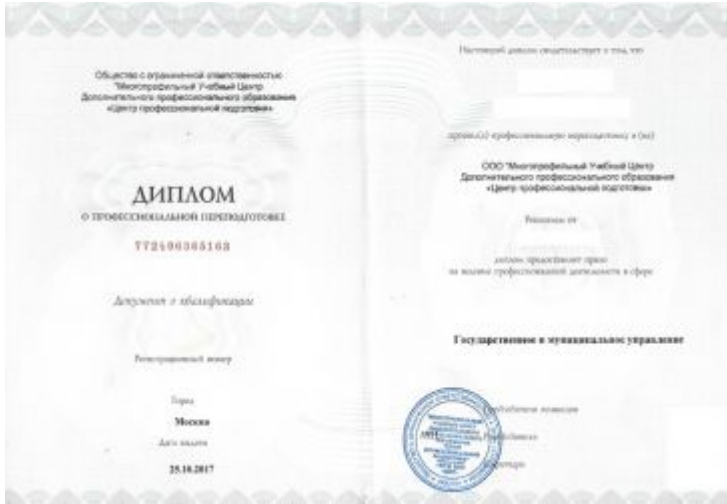 Общество с ограниченной ответственностью
"Многопрофильный Учебный Центр
Дополнительного профессионального образования
«Центр профессиональной подготовки»
ДИПЛОМ
О ПРОФЕССИОНАЛЬНОЙ ПЕРЕПОДГОТОВКЕ
772406365163
Документ о квалификации
Регистрационный номер
Город
Москва
Дата выдачи
25.10.2017
Настоящий диплом свидетельствует о том, что
прошел(а) профессиональную переподготовку в (на)
ООО "Многопрофильный Учебный Центр
Дополнительного профессионального образования
«Центр профессиональной подготовки»
Решением от
диплом предоставляет право
на ведение профессиональной деятельности в сфере
Государственное и муниципальное управление
Председатель комиссии
Руководитель
Секретарь